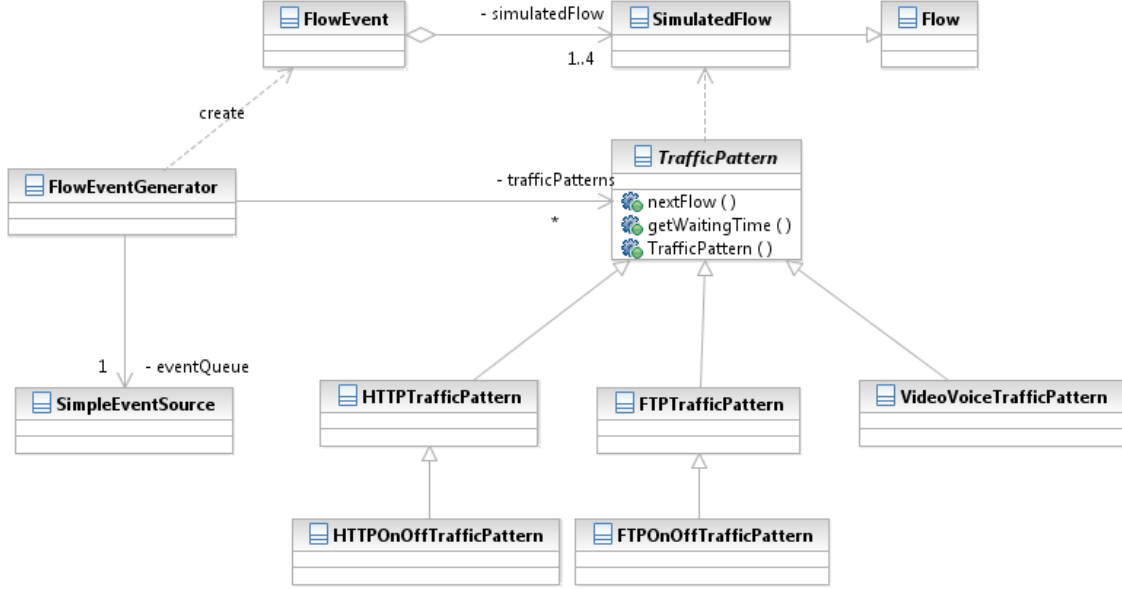 FlowEvent
- simulatedFlow
1..4
SimulatedFlow
Flow
create
FlowEventGenerator
- trafficPatterns
*
TrafficPattern
nextFlow ( )
getWaitingTime ( )
TrafficPattern ( )
1
- eventQueue
SimpleEventSource
HTTPTrafficPattern
FTPTrafficPattern
VideoVoiceTrafficPattern
HTTPOnOffTrafficPattern
FTPOnOffTrafficPattern